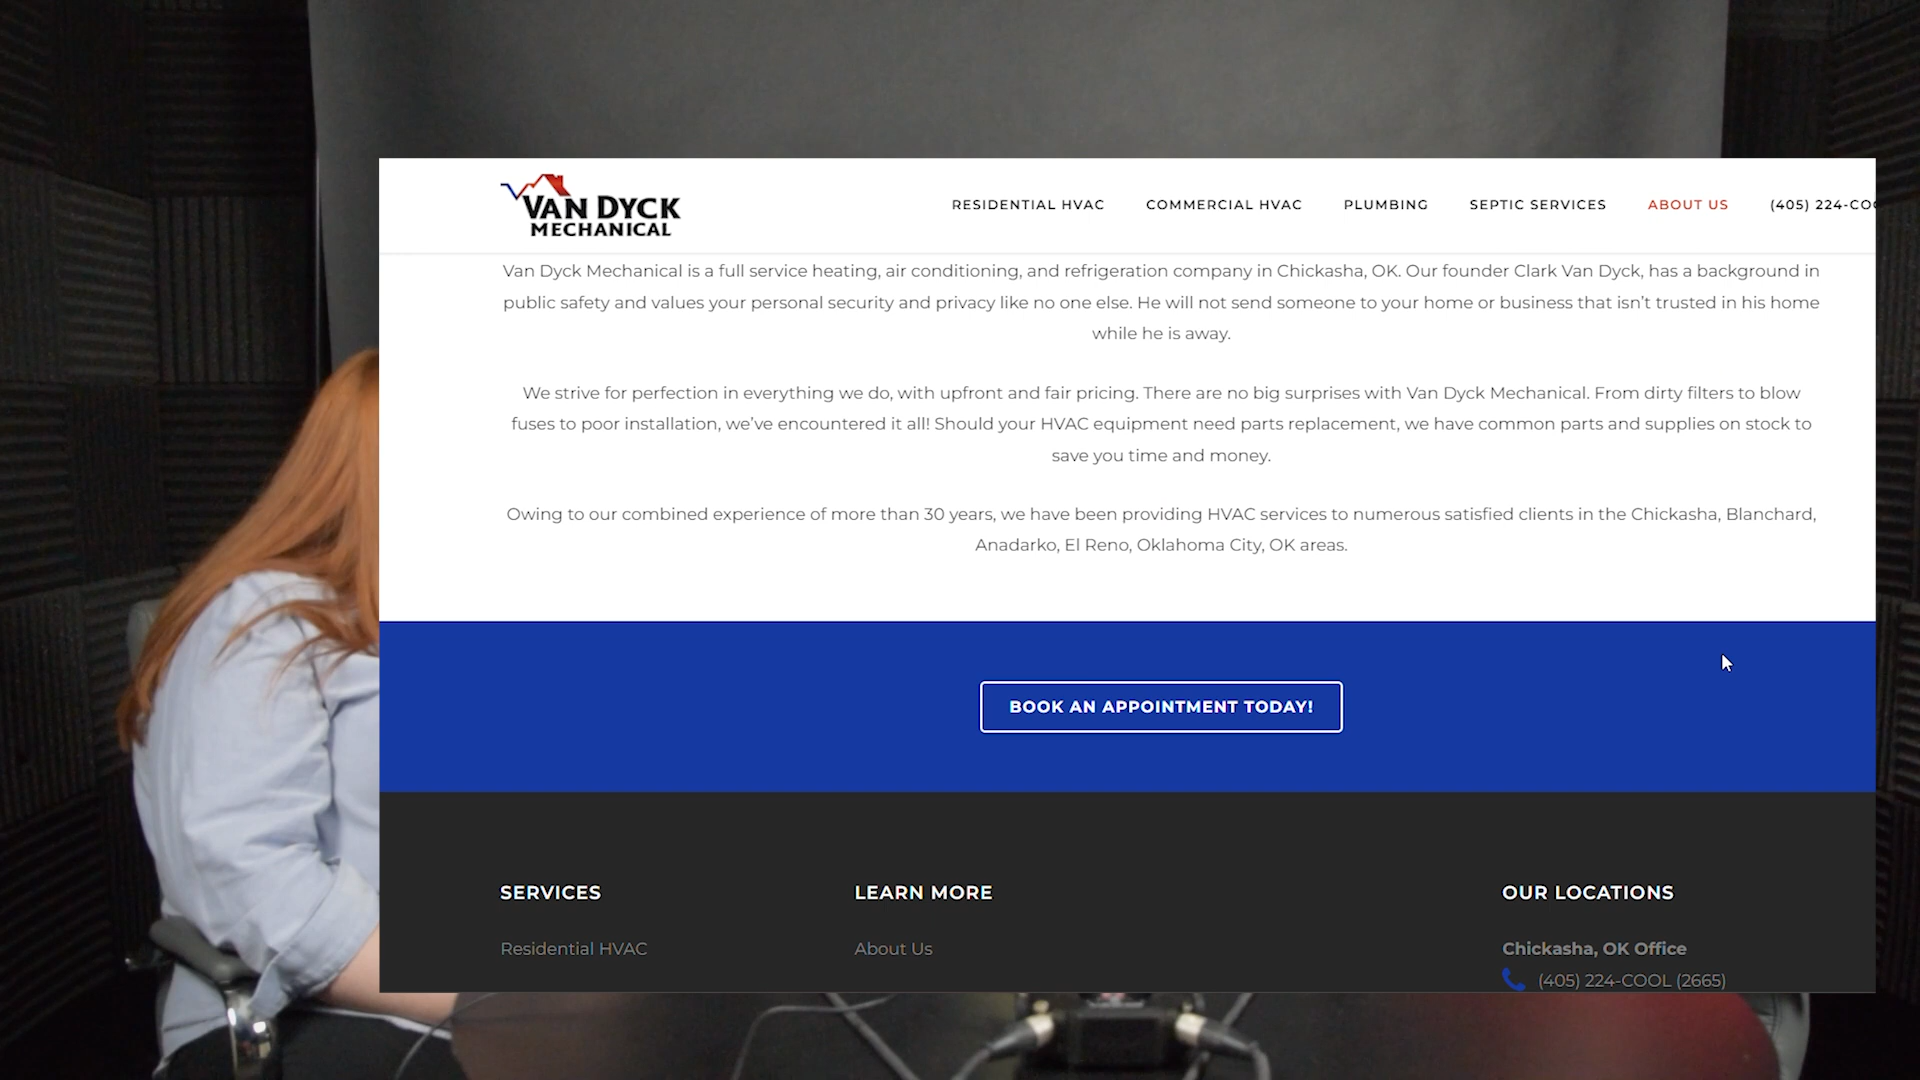 VAN DYCK
MECHANICAL
RESIDENTIAL HVAC COMMERCIAL HVAC PLUMBING SEPTIC SERVICES ABOUT US (405) 224-COO
Van Dyck Mechanical is a full service heating, air conditioning, and refrigeration company in Chickasha, OK. Our founder Clark Van Dyck, has a background in
public safety and values your personal security and privacy like no one else. He will not send someone to your home or business that isn’t trusted in his home
while he is away.
We strive for perfection in everything we do, with upfront and fair pricing. There are no big surprises with Van Dyck Mechanical. From dirty filters to blow
fuses to poor installation, we’ve encountered it all! Should your HVAC equipment need parts replacement, we have common parts and supplies on stock to
save you time and money.
Owing to our combined experience of more than 30 years, we have been providing HVAC services to numerous satisfied clients in the Chickasha, Blanchard,
Anadarko, El Reno, Oklahoma City, OK areas.
BOOK AN APPOINTMENT TODAY!
SERVICES LEARN MORE OUR LOCATIONS
Residential HVAC About Us Chickasha, OK Office
(405) 224-COOL (2665)